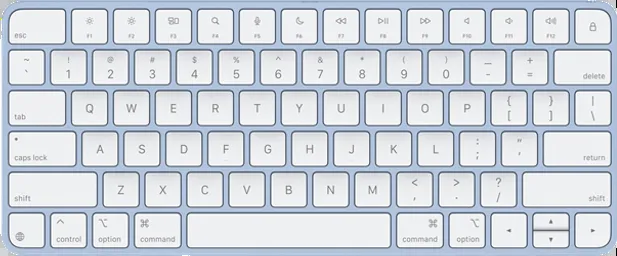 esc F1 F2 F3 F4 F5 F6 F7 F8 F9 F10 F11 F12
~ ! @ # $ % ^ & * ( ) _ +
` 1 2 3 4 5 6 7 8 9 0 - = delete
tab Q W E R T Y U I O P { [ } ] | \
caps lock A S D F G H J K L : ; " ' return
shift Z X C V B N M < , > . ? / shift
control option ⌘ command ⌘ command option